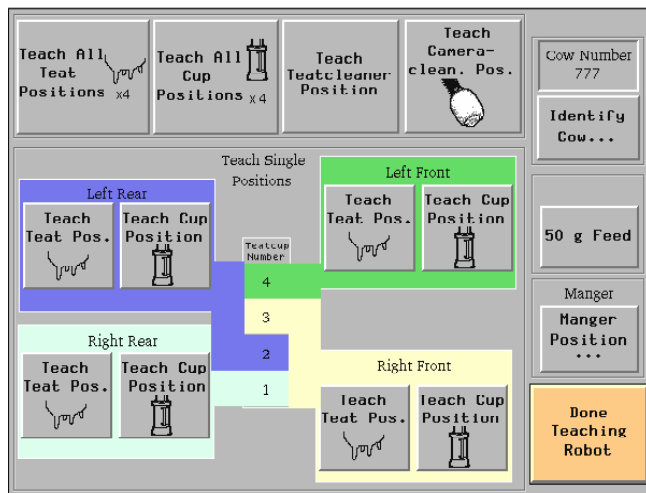 Teach All
Teat
Positions x4
Teach All
Cup
Positions x 4
Teach
Teatcleaner
Position
Teach
Camera-
clean. Pos.
Cow Number
777
Identify
Cow...
Teach Single
Positions
Left Rear
Teach
Teat Pos.
Teach Cup
Position
Left Front
Teach
Teat Pos.
Teach Cup
Position
Teatcup
Number
4
3
2
1
Right Rear
Teach
Teat Pos.
Teach Cup
Position
Right Front
Teach
Teat Pos.
Teach Cup
Position
50 g Feed
Manger
Manger
Position
...
Done
Teaching
Robot